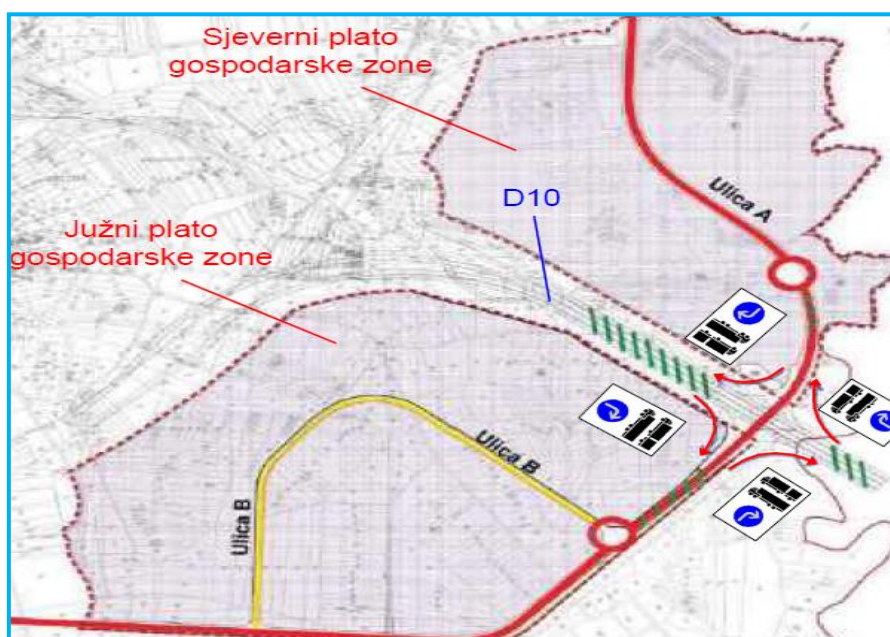 Sjeverni plato
gospodarske zone
Ulica A
D10
Južni plato
gospodarske zone
Ulica B
Ulica B